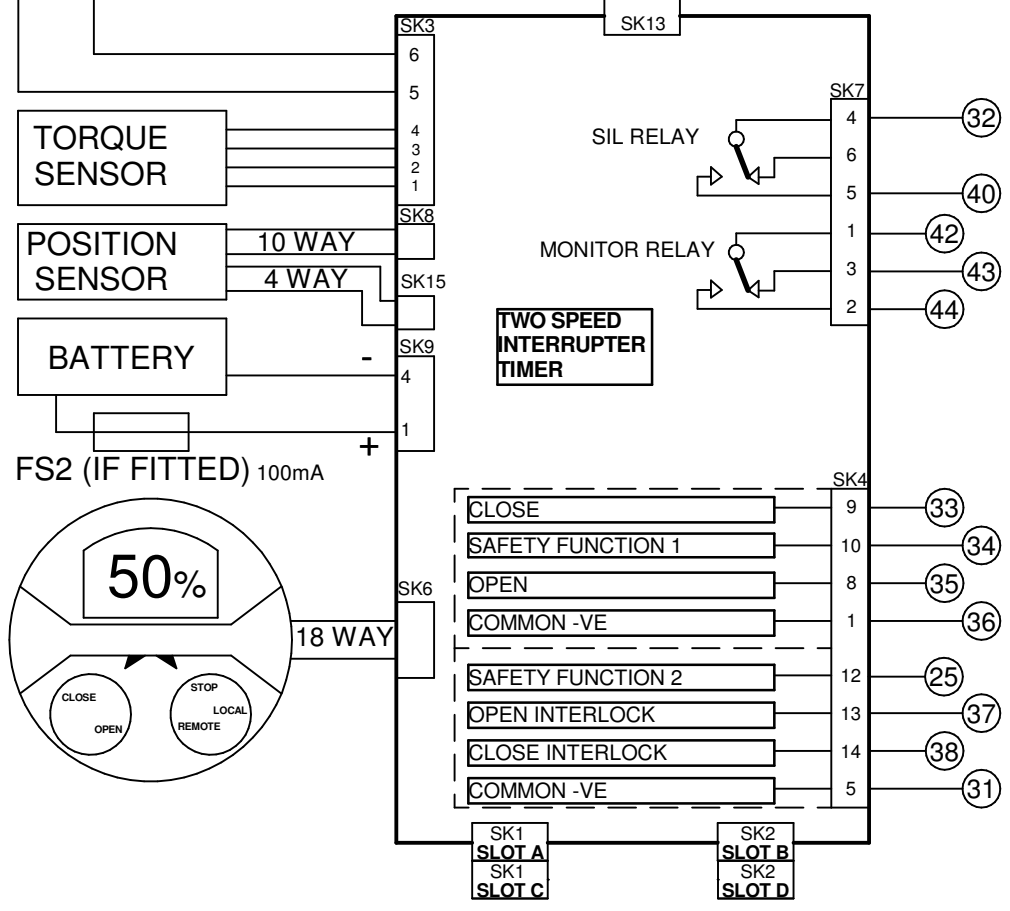 SK13
SK3
6
5
TORQUE
SENSOR
4
3
2
1
SK8
POSITION
SENSOR
10 WAY
4 WAY
SK15
BATTERY
-
SK9
4
1
+
FS2 (IF FITTED) 100mA
50%
CLOSE
OPEN
STOP
LOCAL
REMOTE
18 WAY
SK6
SK7
SIL RELAY
4 32
6
5 40
MONITOR RELAY
1 42
3 43
2 44
TWO SPEED
INTERRUPTER
TIMER
SK4
CLOSE 9 33
SAFETY FUNCTION 1 10 34
OPEN 8 35
COMMON -VE 1 36
SAFETY FUNCTION 2 12 25
OPEN INTERLOCK 13 37
CLOSE INTERLOCK 14 38
COMMON -VE 5 31
SK1
SLOT A
SK1
SLOT C
SK2
SLOT B
SK2
SLOT D